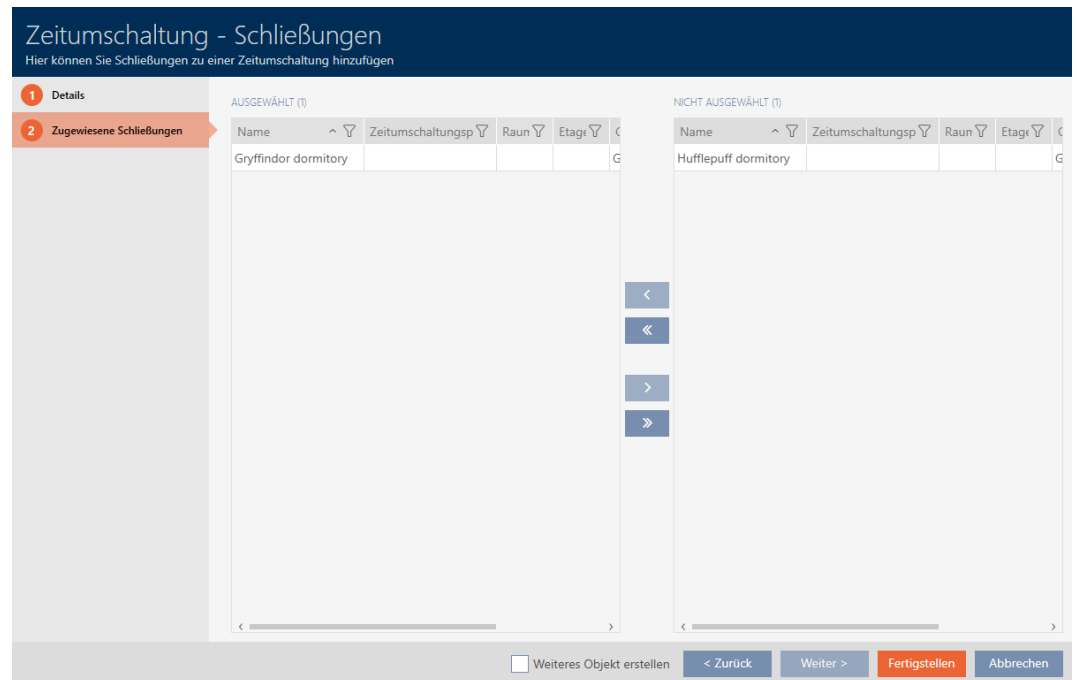 Zeitumschaltung - Schließungen
Hier können Sie Schließungen zu einer Zeitumschaltung hinzufügen
1 Details
2 Zugewiesene Schließungen
AUSGEWÄHLT (1)
Name Zeitumschaltungsp Raum Etage
Gryffindor dormitory G
NICHT AUSGEWÄHLT (1)
Name Zeitumschaltungsp Raum Etage
Hufflepuff dormitory G
Weiteres Objekt erstellen
< Zurück
Weiter >
Fertigstellen
Abbrechen